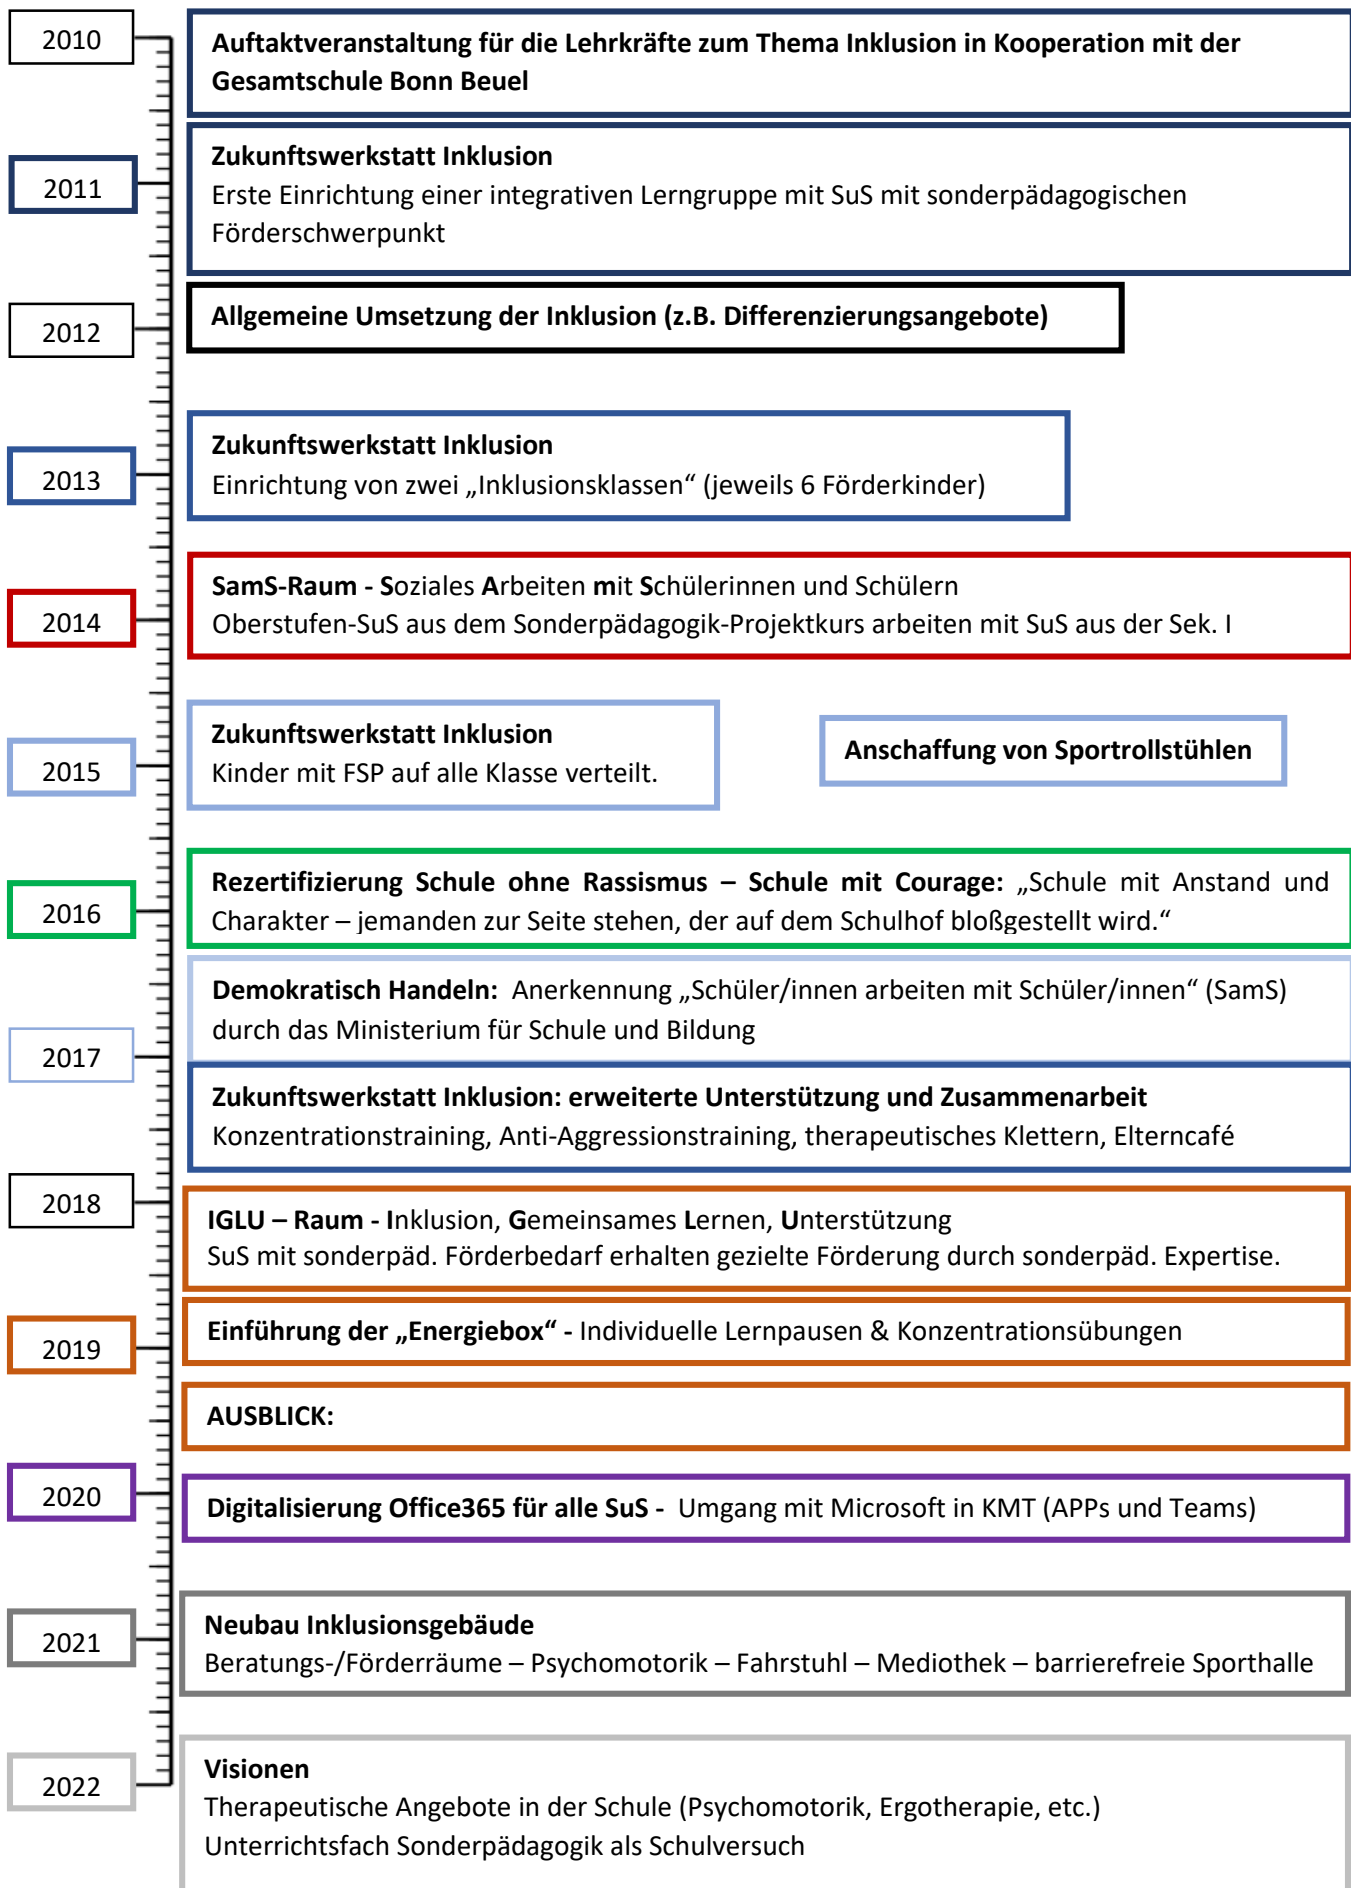 2010
Auftaktveranstaltung für die Lehrkräfte zum Thema Inklusion in Kooperation mit der
Gesamtschule Bonn Beuel
2011
Zukunftswerkstatt Inklusion
Erste Einrichtung einer integrativen Lerngruppe mit SuS mit sonderpädagogischen
Förderschwerpunkt
2012
Allgemeine Umsetzung der Inklusion (z.B. Differenzierungsangebote)
2013
Zukunftswerkstatt Inklusion
Einrichtung von zwei „Inklusionsklassen“ (jeweils 6 Förderkinder)
2014
SamS-Raum - Soziales Arbeiten mit Schülerinnen und Schülern
Oberstufen-SuS aus dem Sonderpädagogik-Projektkurs arbeiten mit SuS aus der Sek. I
2015
Zukunftswerkstatt Inklusion
Kinder mit FSP auf alle Klasse verteilt.
Anschaffung von Sportrollstühlen
2016
Rezertifizierung Schule ohne Rassismus – Schule mit Courage: „Schule mit Anstand und
Charakter – jemanden zur Seite stehen, der auf dem Schulhof bloßgestellt wird.“
2017
Demokratisch Handeln: Anerkennung „Schüler/innen arbeiten mit Schüler/innen“ (SamS)
durch das Ministerium für Schule und Bildung
Zukunftswerkstatt Inklusion: erweiterte Unterstützung und Zusammenarbeit
Konzentrationstraining, Anti-Aggressionstraining, therapeutisches Klettern, Elterncafé
2018
IGLU – Raum - Inklusion, Gemeinsames Lernen, Unterstützung
SuS mit sonderpäd. Förderbedarf erhalten gezielte Förderung durch sonderpäd. Expertise.
2019
Einführung der „Energiebox“ - Individuelle Lernpausen & Konzentrationsübungen
AUSBLICK:
2020
Digitalisierung Office365 für alle SuS - Umgang mit Microsoft in KMT (APPs und Teams)
2021
Neubau Inklusionsgebäude
Beratungs-/Förderräume – Psychomotorik – Fahrstuhl – Mediothek – barrierefreie Sporthalle
2022
Visionen
Therapeutische Angebote in der Schule (Psychomotorik, Ergotherapie, etc.)
Unterrichtsfach Sonderpädagogik als Schulversuch